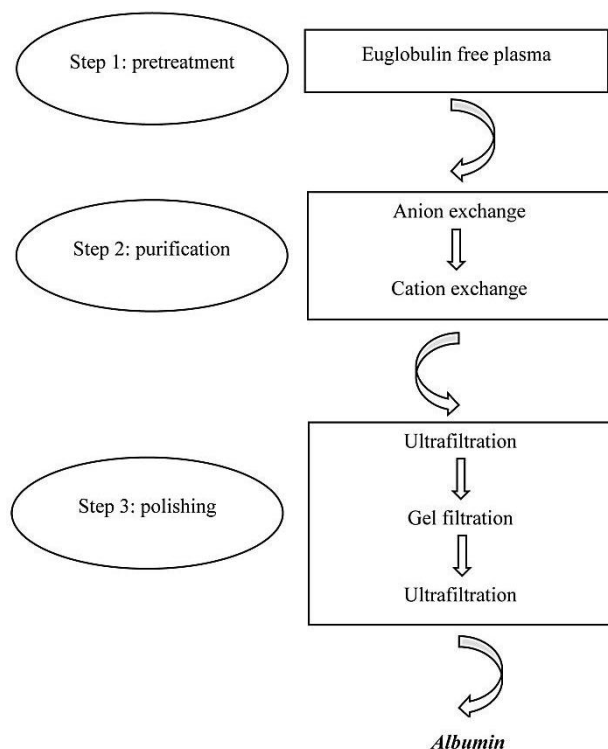 Step 1: pretreatment
Euglobulin free plasma
Step 2: purification
Anion exchange
Cation exchange
Step 3: polishing
Ultrafiltration
Gel filtration
Ultrafiltration
Albumin